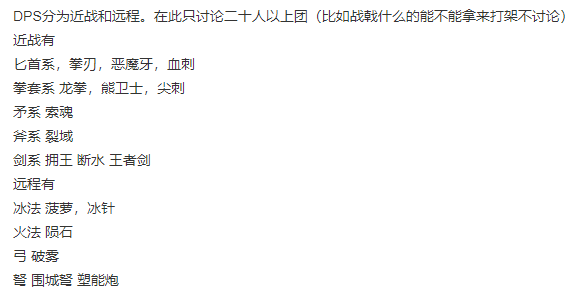 DPS分为近战和远程。在此只讨论二十人以上团（比如战戟什么的能不能拿来打架不讨论）
近战有
匕首系，拳刃，恶魔牙，血刺
拳套系 龙拳，熊卫士，尖刺
矛系 索魂
斧系 裂域
剑系 拥王 断水 王者剑
远程有
冰法 菠萝，冰针
火法 陨石
弓 破雾
弩 围城弩 塑能炮